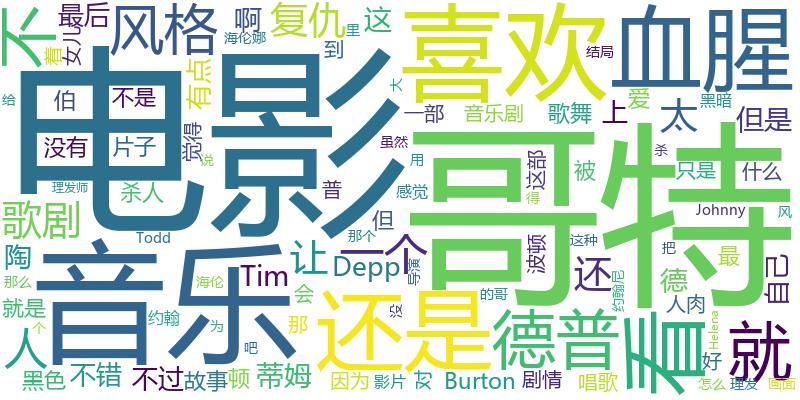 不
着
女儿
最后
风格
啊
海伦娜
里
复仇
到
这
喜欢
结局
血腥
给
伯
不是
电影
觉得
有点
一部
音乐剧
歌舞
上
爱
大
太
黑暗
但是
没有
片子
虽然
哥特
理发师
杀人
说
普
感觉
用
这部
被
只是
杀
什么
歌剧
Todd
但
一个
那个
导演
波顿
得
Johnny
风
陶
音乐
海伦
Tim
让
Depp
这种
还
把
德
最
自己
那么
就是
个
人
约翰
为
会
那
没
还是
的哥
德普
约翰尼
人肉
看
好
Helena
就
黑色
不错
不过
吧
故事
顿
蒂姆
因为
影片
对
Burton
剧情
唱歌
怎么
理发
画面